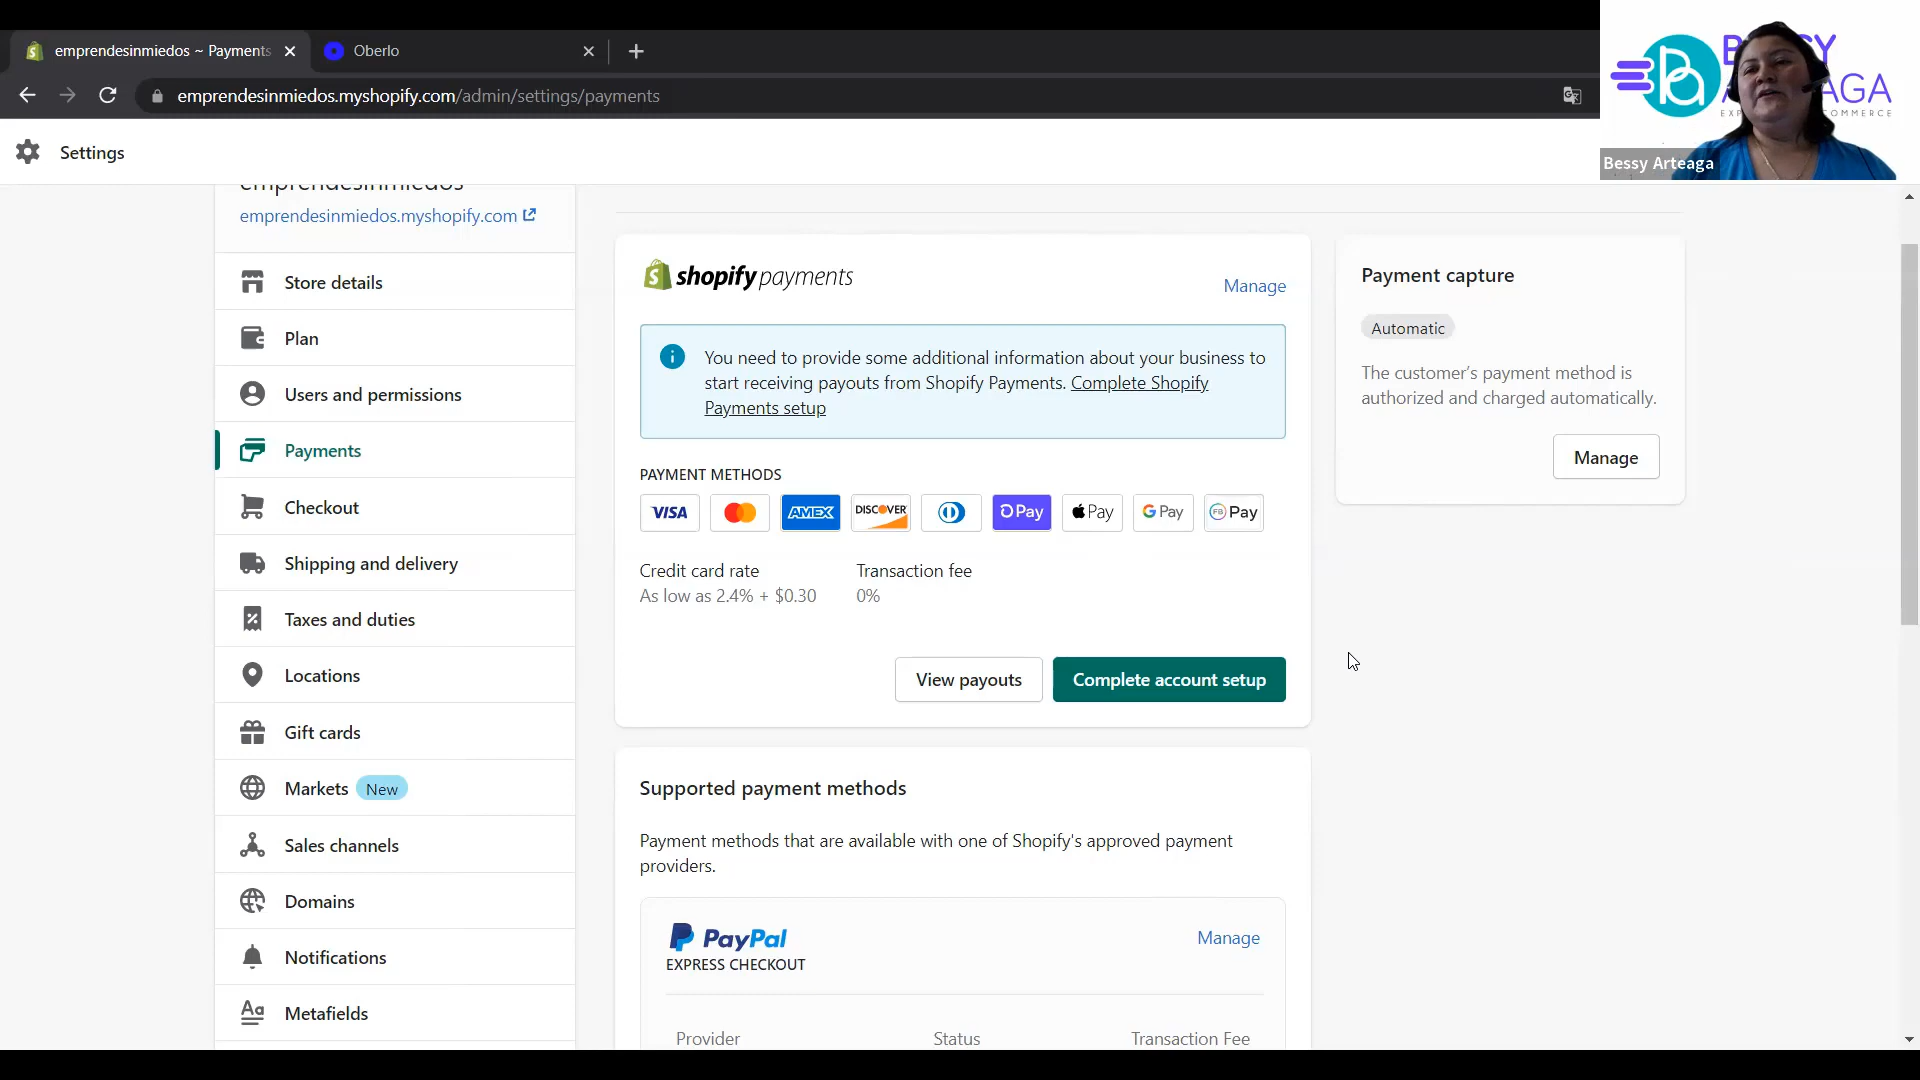 emprendesinmiedos ~ Payments
Oberlo
emprendesinmiedos.myshopify.com/admin/settings/payments
Bessy Arteaga
Settings
emprendesinmiedos
emprendesinmiedos.myshopify.com
Store details
Plan
Users and permissions
Payments
Checkout
Shipping and delivery
Taxes and duties
Locations
Gift cards
Markets New
Sales channels
Domains
Notifications
Metafields
shopify payments
Manage
You need to provide some additional information about your business to
start receiving payouts from Shopify Payments. Complete Shopify
Payments setup
PAYMENT METHODS
VISA
AMEX
DISCOVER
Pay
Pay
G Pay
FB Pay
Credit card rate
Transaction fee
As low as 2.4% + $0.30
0%
View payouts
Complete account setup
Supported payment methods
Payment methods that are available with one of Shopify's approved payment
providers.
PayPal
EXPRESS CHECKOUT
Manage
Provider
Status
Transaction Fee
Payment capture
Automatic
The customer's payment method is
authorized and charged automatically.
Manage